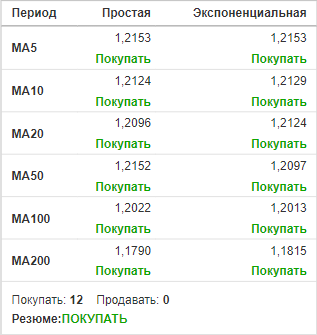 Период Простая Экспоненциальная
MA5 1,2153 Покупать 1,2153 Покупать
MA10 1,2124 Покупать 1,2129 Покупать
MA20 1,2096 Покупать 1,2124 Покупать
MA50 1,2152 Покупать 1,2097 Покупать
MA100 1,2022 Покупать 1,2013 Покупать
MA200 1,1790 Покупать 1,1815 Покупать
Покупать: 12 Продавать: 0
Резюме:ПОКУПАТЬ